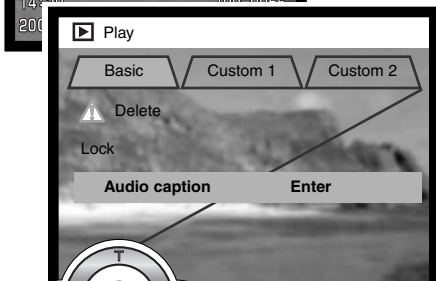 Play
Basic Custom 1 Custom 2
Delete
Lock
Audio caption Enter
T